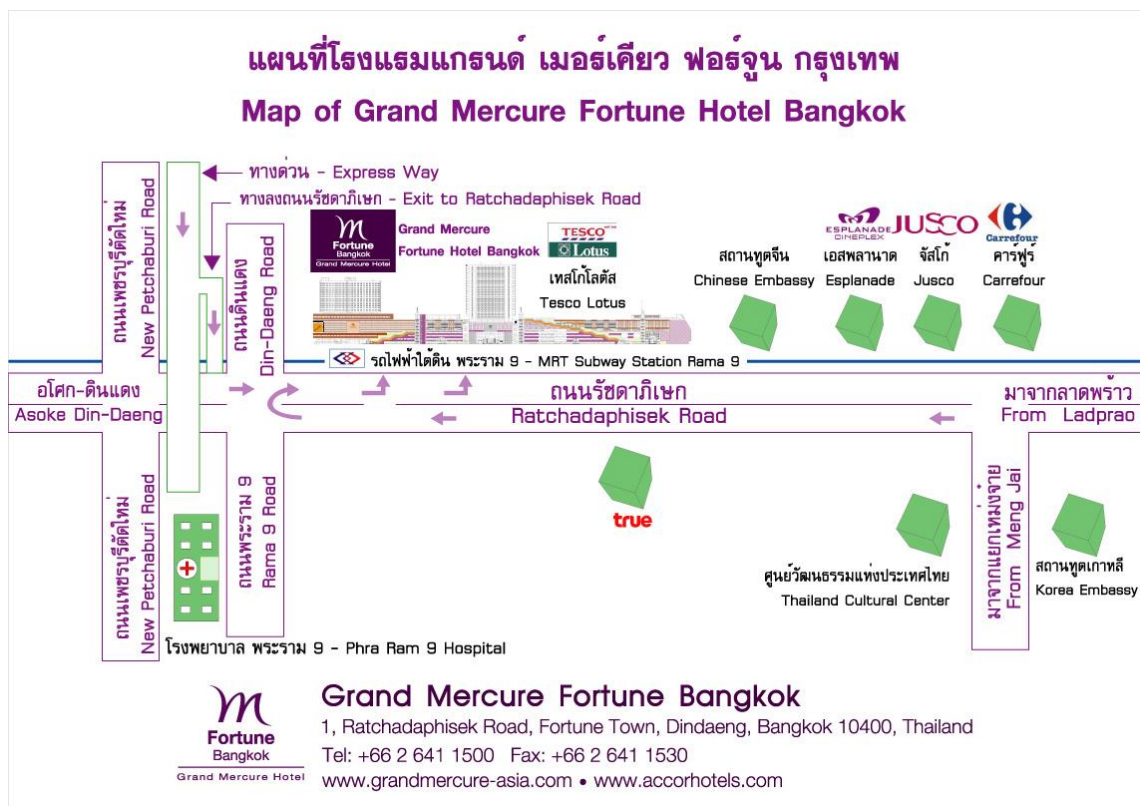 แผนที่โรงแรมแกรนด์ เมอร์เคียว ฟอร์จูน กรุงเทพ
Map of Grand Mercure Fortune Hotel Bangkok
ทางด่วน - Express Way
ทางลงถนนรัชดาภิเษก - Exit to Ratchadaphisek Road
ถนนเพชรบุรีตัดใหม่
New Petchaburi Road
ถนนดินแดง
Din-Daeng Road
m
Fortune
Bangkok
Grand Mercure Hotel
Grand Mercure
Fortune Hotel Bangkok
TESCO
Lotus
เทสโก้โลตัส
Tesco Lotus
สถานทูตจีน
Chinese Embassy
ESPLANADE
CINEPLEX
เอสพลานาด
Esplanade
JUSCO
จัสโก้
Jusco
Carrefour
คาร์ฟูร์
Carrefour
รถไฟฟ้าใต้ดิน พระราม 9 - MRT Subway Station Rama 9
อโศก-ดินแดง
Asoke Din-Daeng
ถนนรัชดาภิเษก
Ratchadaphisek Road
มาจากลาดพร้าว
From Ladprao
ถนนเพชรบุรีตัดใหม่
New Petchaburi Road
ถนนพระราม 9
Rama 9 Road
true
ศูนย์วัฒนธรรมแห่งประเทศไทย
Thailand Cultural Center
มาจากแยกเหม่งจ๋าย
From Meng Jai
สถานทูตเกาหลี
Korea Embassy
โรงพยาบาล พระราม 9 - Phra Ram 9 Hospital
m
Fortune
Bangkok
Grand Mercure Hotel
Grand Mercure Fortune Bangkok
1, Ratchadaphisek Road, Fortune Town, Dindaeng, Bangkok 10400, Thailand
Tel: +66 2 641 1500 Fax: +66 2 641 1530
www.grandmercure-asia.com • www.accorhotels.com